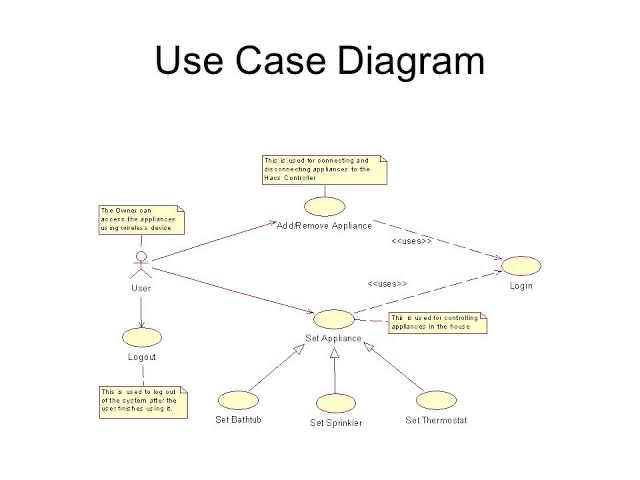 Use Case Diagram
This is used for connecting and
disconnecting appliances to the
Hacs Controller
The Owner can
access the appliances
using wireless device
Add/Remove Appliance
<<uses>>
Login
User
<<uses>>
This is used for controlling
appliances in the house
Set Appliance
Logout
This is used to log out
of the system after the
user finishes using it.
Set Bathtub
Set Sprinkler
Set Thermostat